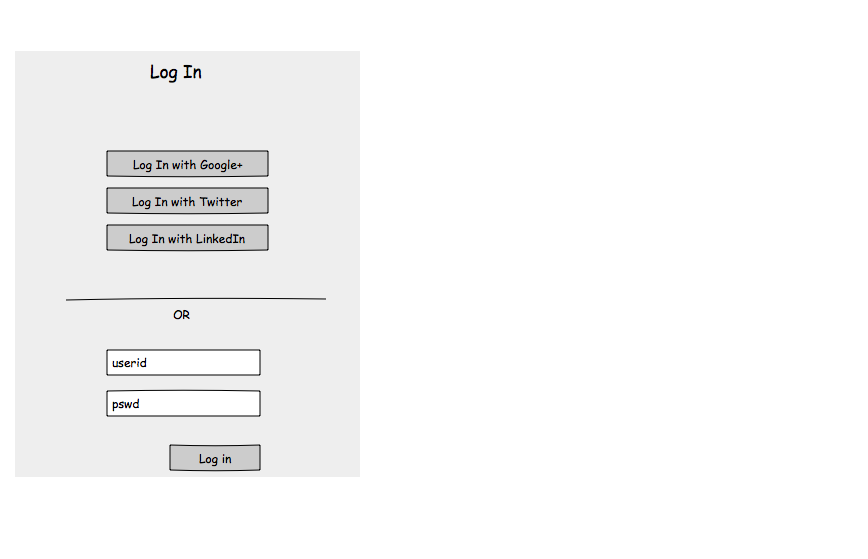 Log In
Log In with Google+
Log In with Twitter
Log In with LinkedIn
OR
userid
pswd
Log in